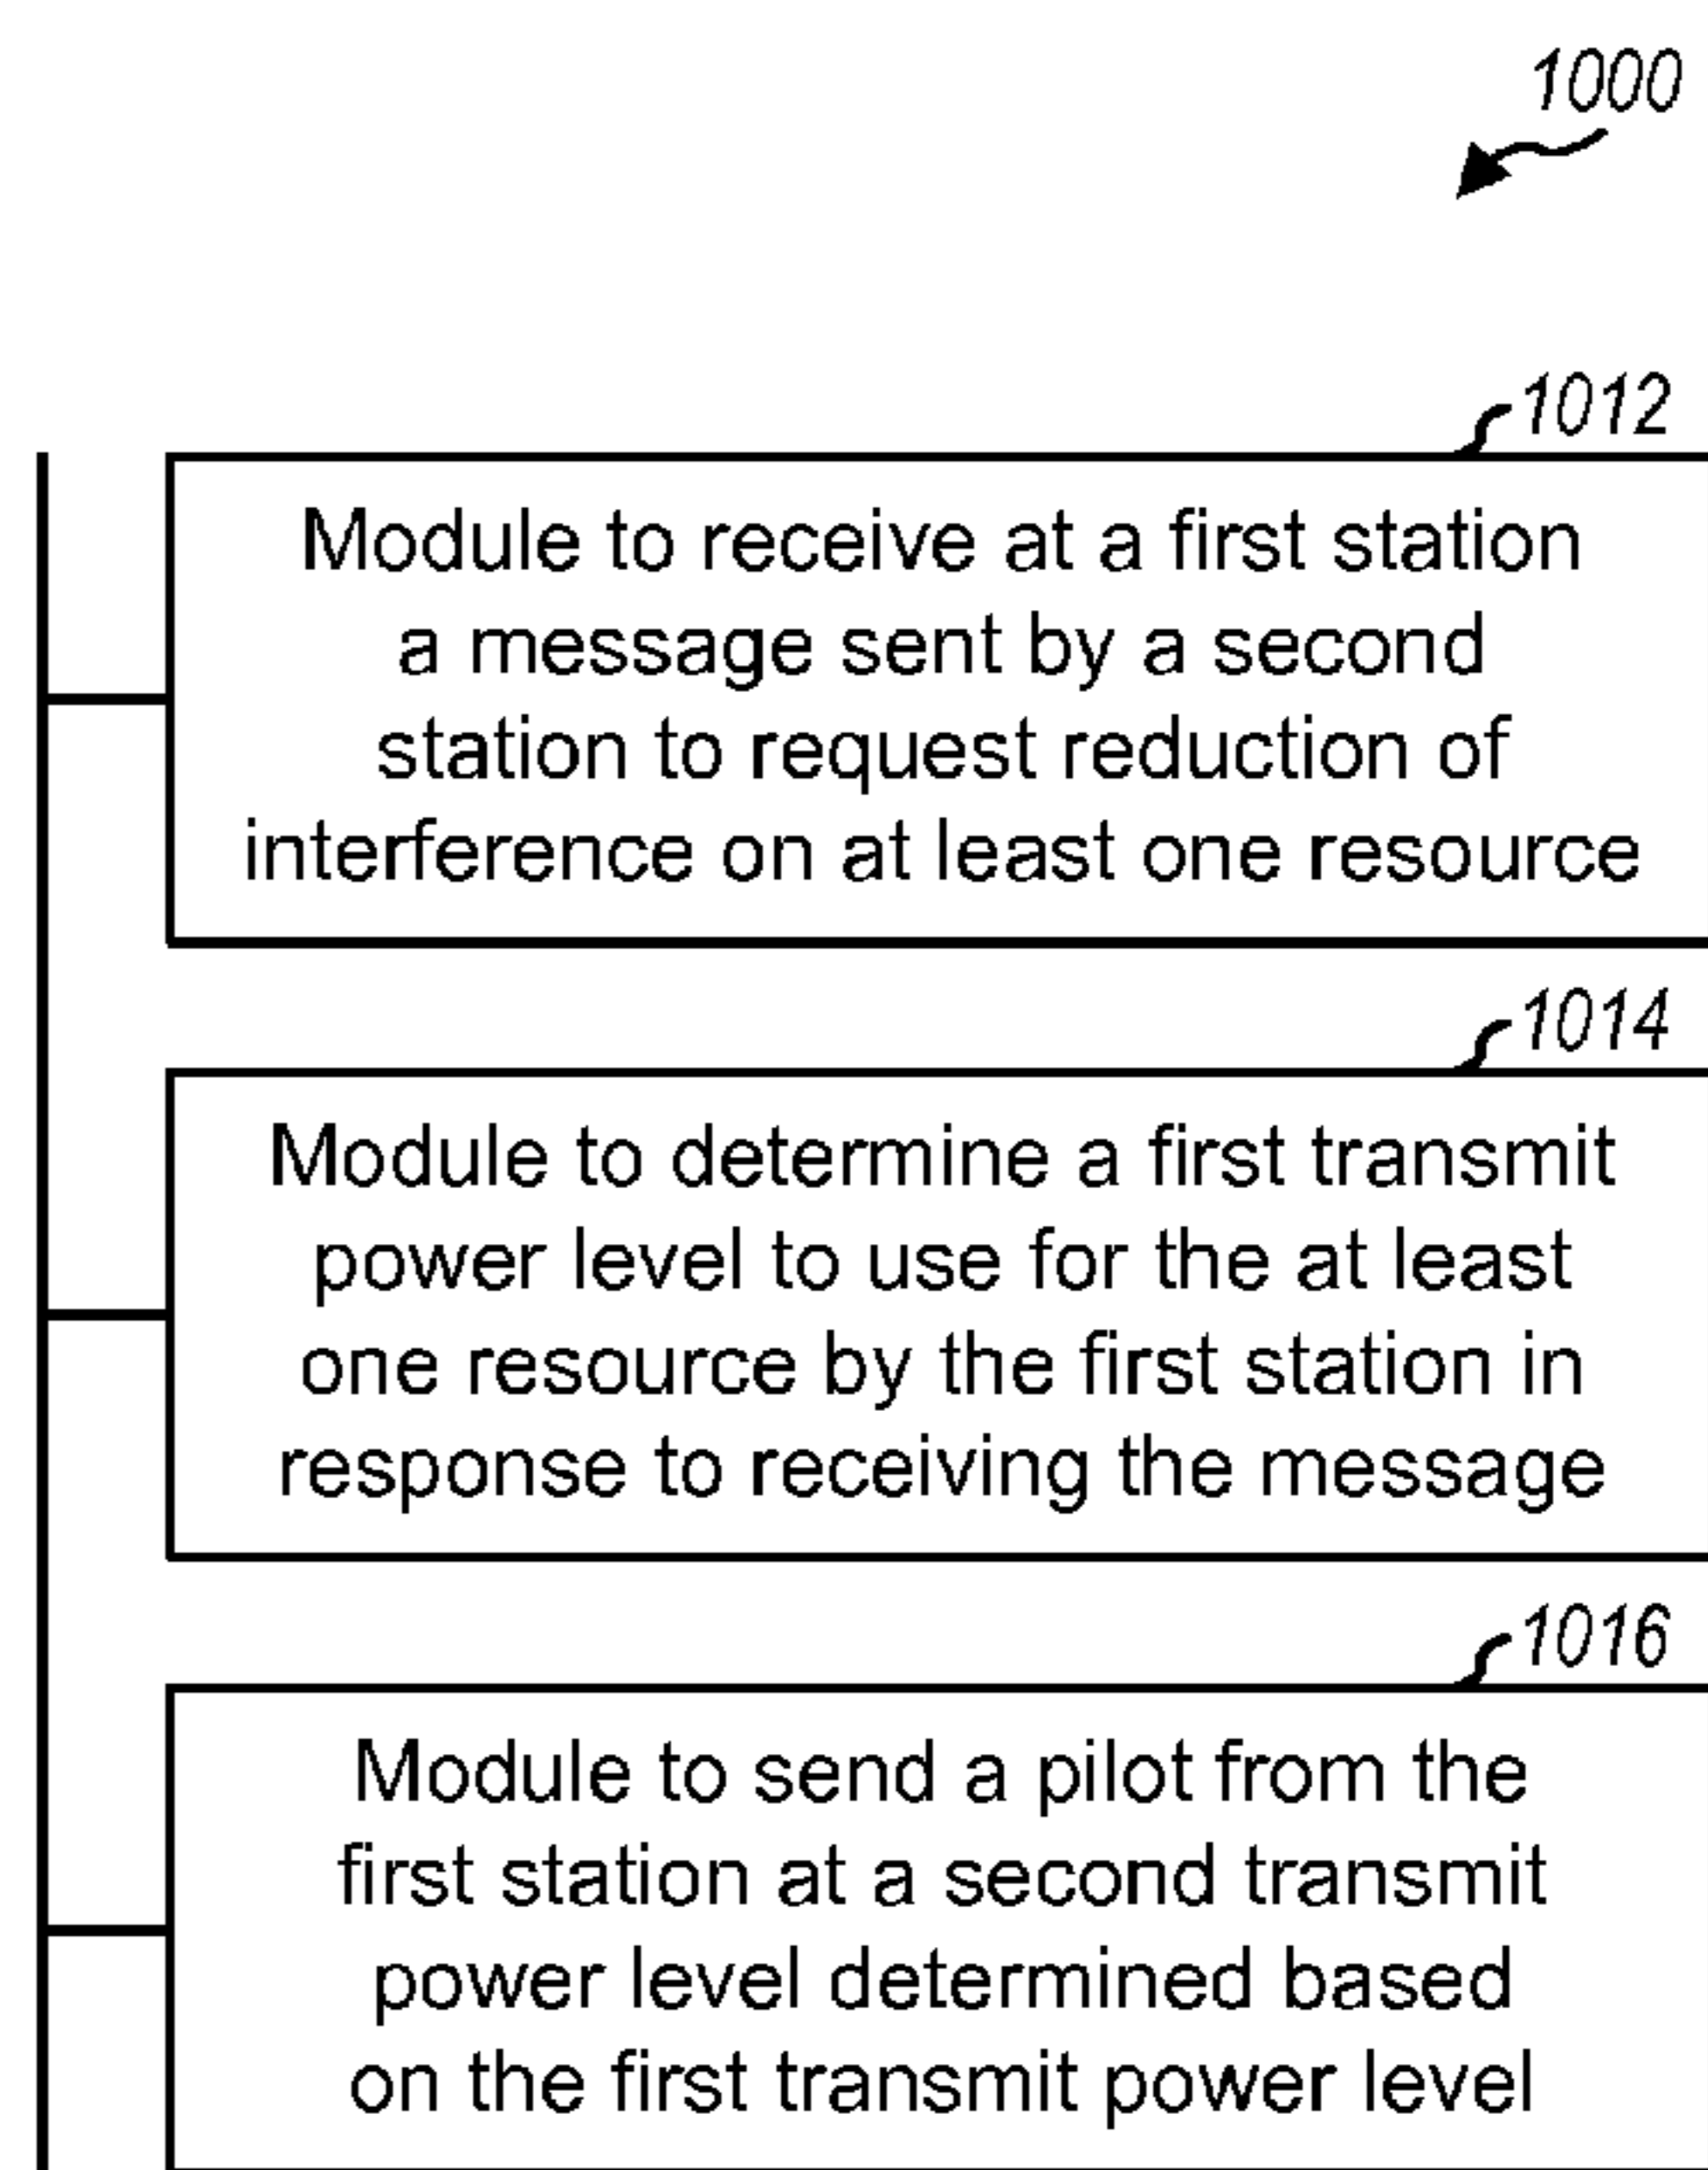 1000
1012
Module to receive at a first station
a message sent by a second
station to request reduction of
interference on at least one resource
1014
Module to determine a first transmit
power level to use for the at least
one resource by the first station in
response to receiving the message
1016
Module to send a pilot from the
first station at a second transmit
power level determined based
on the first transmit power level